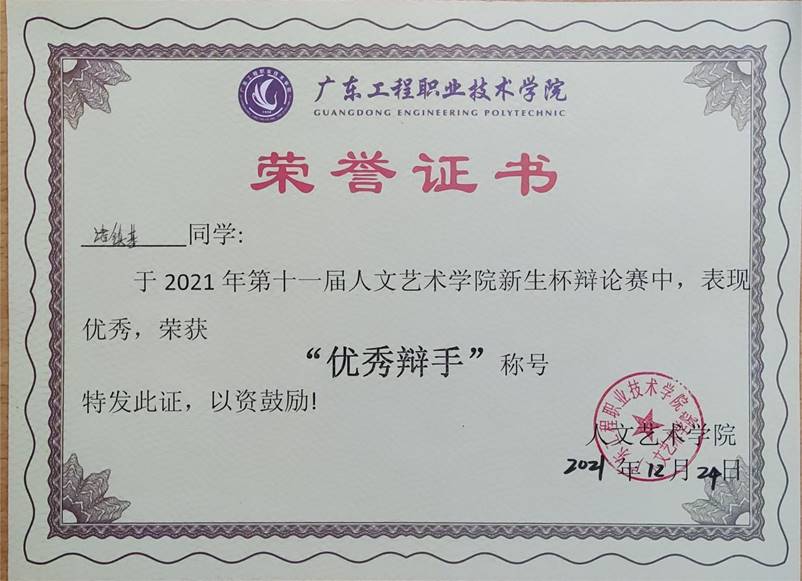 广东工程职业技术学院
GUANGDONG ENGINEERING POLYTECHNIC
荣誉证书
同学:
于 2021 年第十一届人文艺术学院新生杯辩论赛中，表现
优秀，荣获
“优秀辩手”称号
特发此证，以资鼓励!
人文艺术学院
2021 年 12 月 24 日